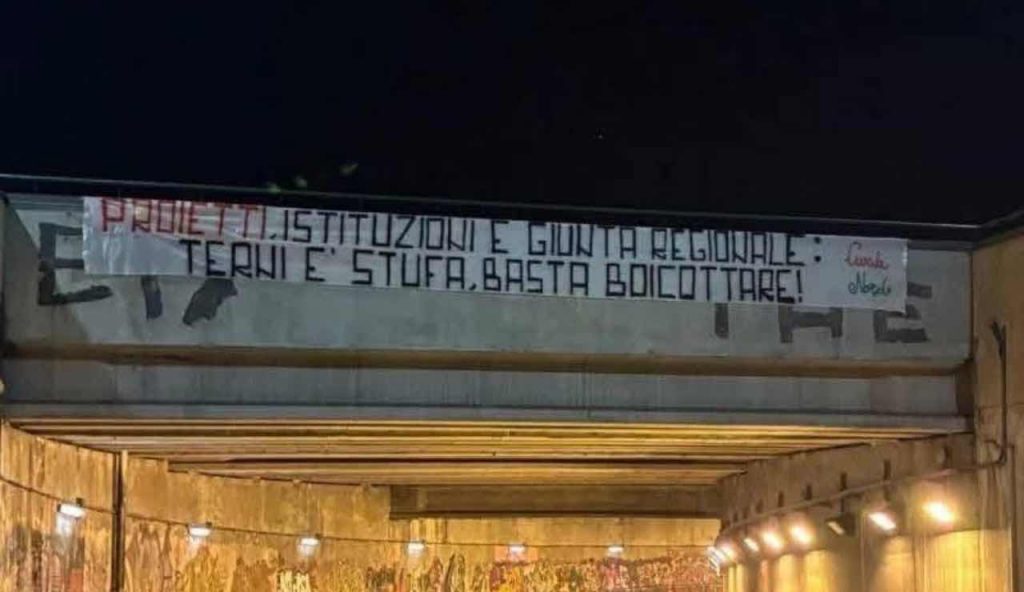 PROIETTI, ISTITUZIONI E GIUNTA REGIONALE:
TERNI E' STUFA, BASTA BOICOTTARE!
Curva
Nord